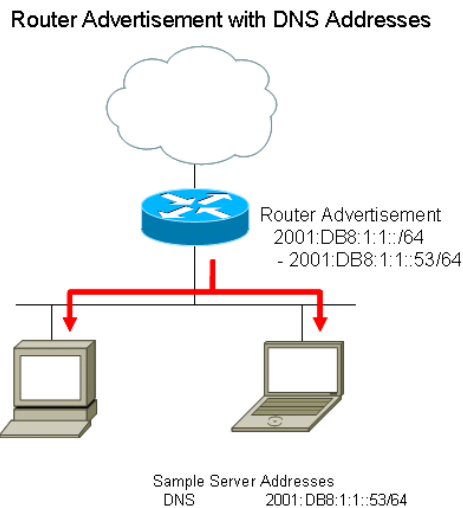 Router Advertisement with DNS Addresses
Router Advertisement
2001:DB8:1:1::/64
- 2001:DB8:1:1::53/64
Sample Server Addresses
DNS 2001:DB8:1:1::53/64